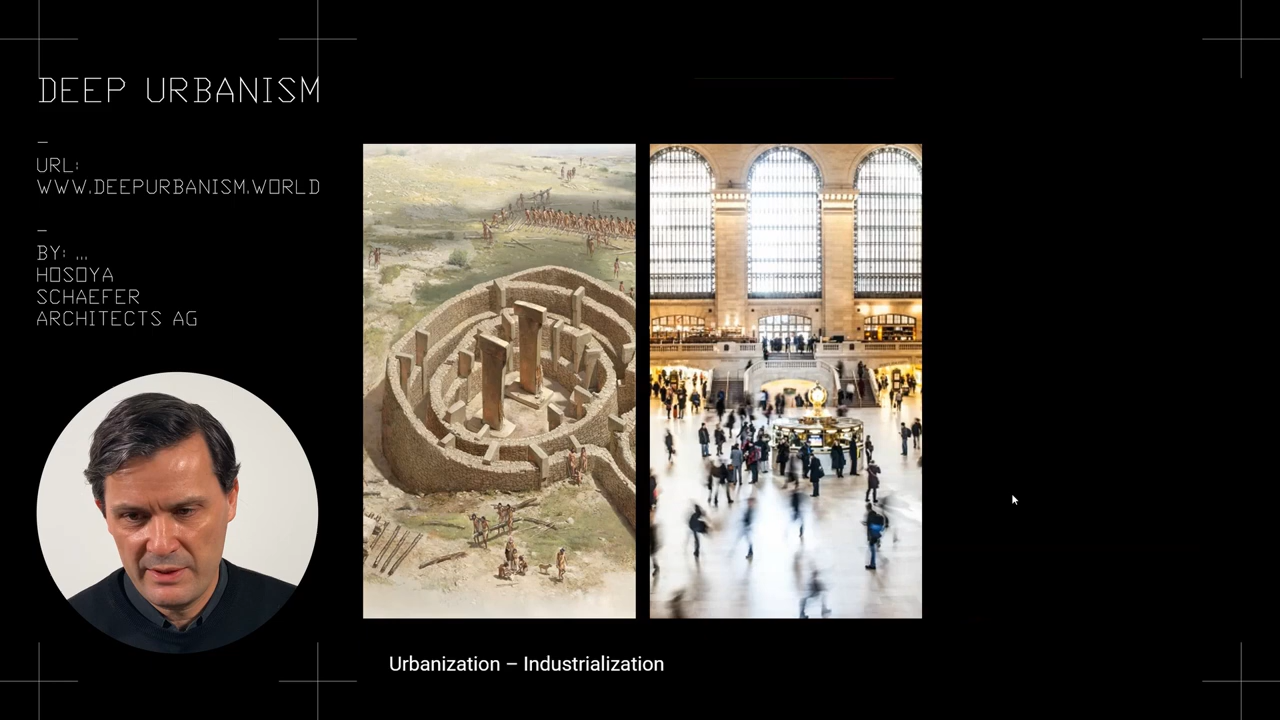 DEEP URBANISM
–
URL:
WWW.DEEPURBANISM.WORLD
–
BY: ...
HOSOYA
SCHAEFER
ARCHITECTS AG
Urbanization – Industrialization